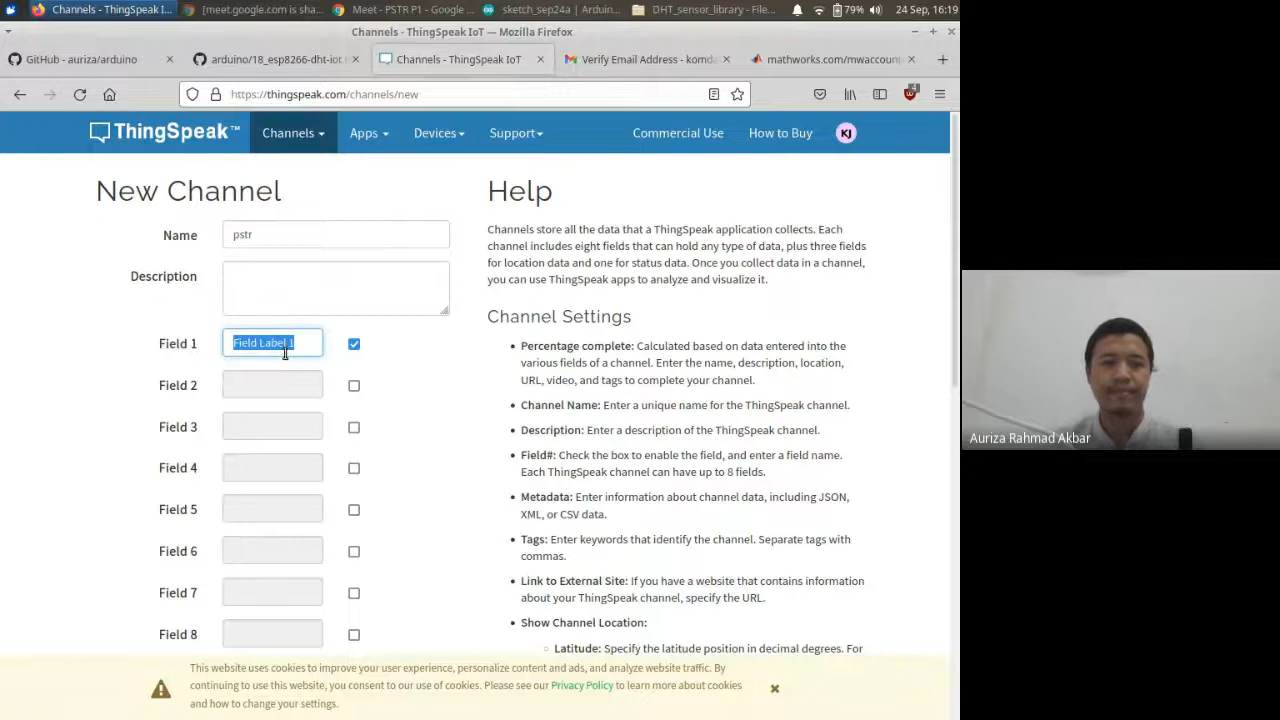 Channels - ThingSpeak I...
[meet.google.com is sha...
Meet - PSTR P1 - Google ...
sketch_sep24a | Arduin...
DHT_sensor_library - File...
79%
24 Sep, 16:19
Channels - ThingSpeak IoT — Mozilla Firefox
GitHub - auriza/arduino
arduino/18_esp8266-dht-iot.
Channels - ThingSpeak IoT
Verify Email Address - komda
mathworks.com/mwaccoun
https://thingspeak.com/channels/new
4
ThingSpeak™
Channels
Apps
Devices
Support
Commercial Use
How to Buy
KJ
New Channel
Name
pstr
Description
Field 1
Field Label 1
Field 2
Field 3
Field 4
Field 5
Field 6
Field 7
Field 8
Help
Channels store all the data that a ThingSpeak application collects. Each
channel includes eight fields that can hold any type of data, plus three fields
for location data and one for status data. Once you collect data in a channel,
you can use ThingSpeak apps to analyze and visualize it.
Channel Settings
• Percentage complete: Calculated based on data entered into the
various fields of a channel. Enter the name, description, location,
URL, video, and tags to complete your channel.
• Channel Name: Enter a unique name for the ThingSpeak channel.
• Description: Enter a description of the ThingSpeak channel.
• Field#: Check the box to enable the field, and enter a field name.
Each ThingSpeak channel can have up to 8 fields.
• Metadata: Enter information about channel data, including JSON,
XML, or CSV data.
• Tags: Enter keywords that identify the channel. Separate tags with
commas.
• Link to External Site: If you have a website that contains information
about your ThingSpeak channel, specify the URL.
• Show Channel Location:
◦ Latitude: Specify the latitude position in decimal degrees. For
This website uses cookies to improve your user experience, personalize content and ads, and analyze website traffic. By
continuing to use this website, you consent to our use of cookies. Please see our Privacy Policy to learn more about cookies
and how to change your settings.
Auriza Rahmad Akbar